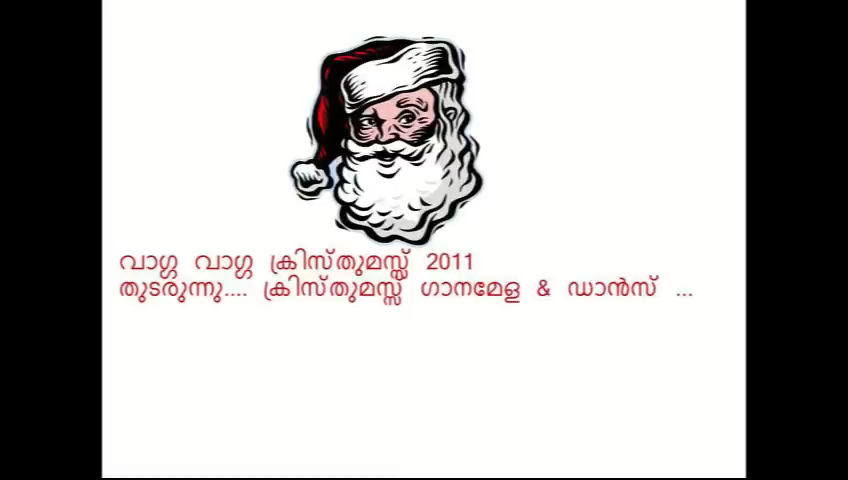 വാഗ്ഗ വാഗ്ഗ ക്രിസ്തുമസ്സ് 2011
തുടരുന്നു.... ക്രിസ്തുമസ്സ് ഗാനമേള & ഡാൻസ് ...